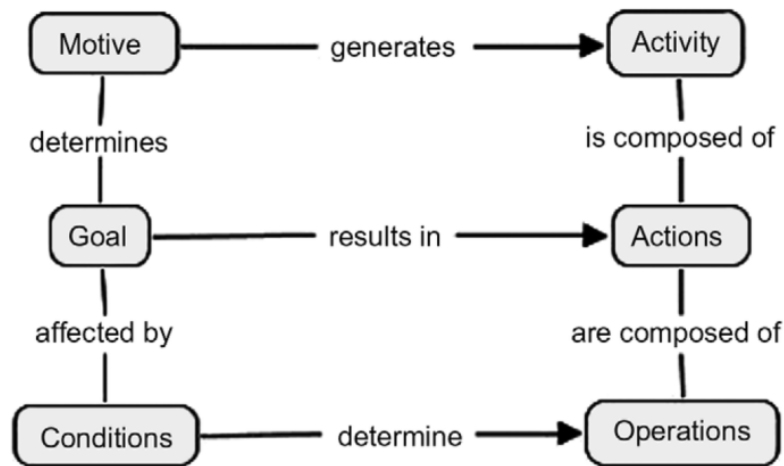 Motive generates Activity
determines is composed of
Goal results in Actions
affected by are composed of
Conditions determine Operations